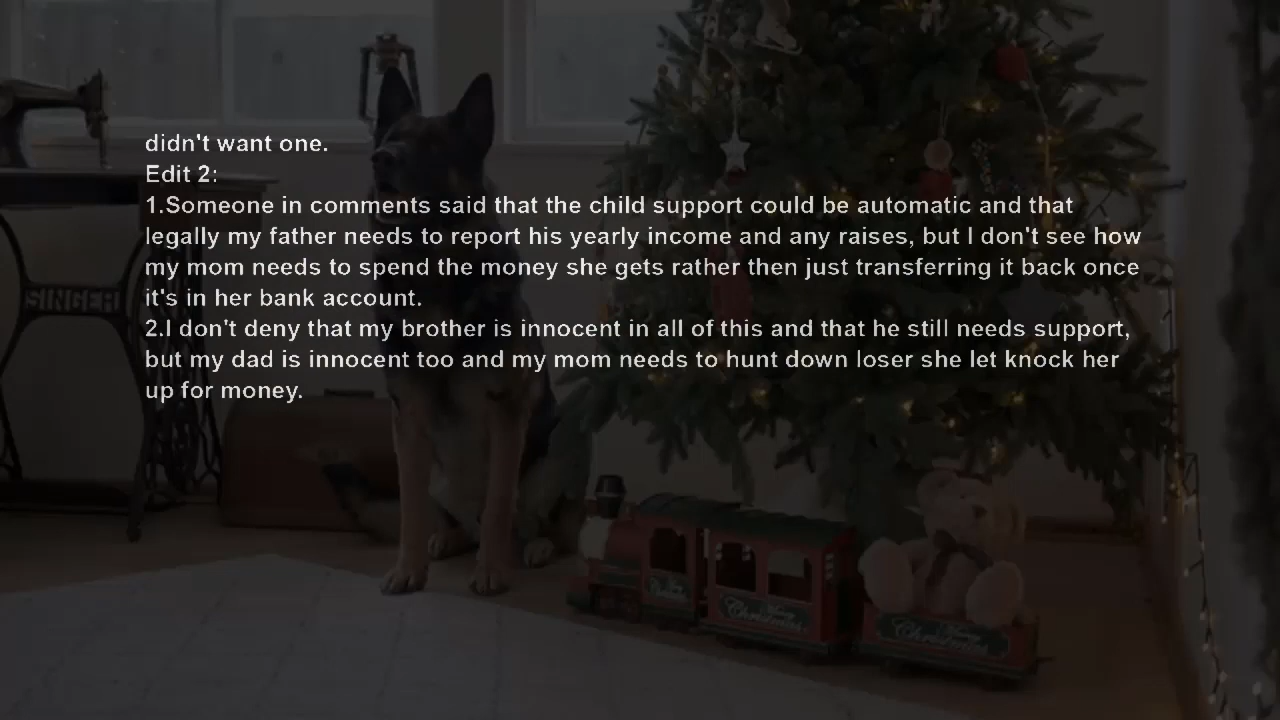 didn't want one.
Edit 2:
1.Someone in comments said that the child support could be automatic and that
legally my father needs to report his yearly income and any raises, but I don't see how
my mom needs to spend the money she gets rather then just transferring it back once
it's in her bank account.
2.I don't deny that my brother is innocent in all of this and that he still needs support,
but my dad is innocent too and my mom needs to hunt down loser she let knock her
up for money.
SINGER
Christmas
Christmas